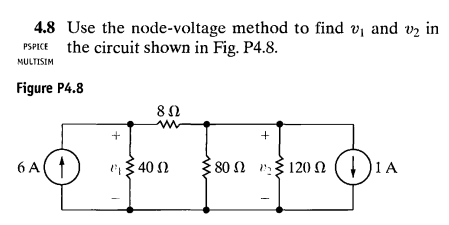 4.8 Use the node-voltage method to find v₁ and v₂ in
PSPICE the circuit shown in Fig. P4.8.
MULTISIM
Figure P4.8
8 Ω
+ +
6 A v₁ 40 Ω 80 Ω v₂ 120 Ω 1 A
− −